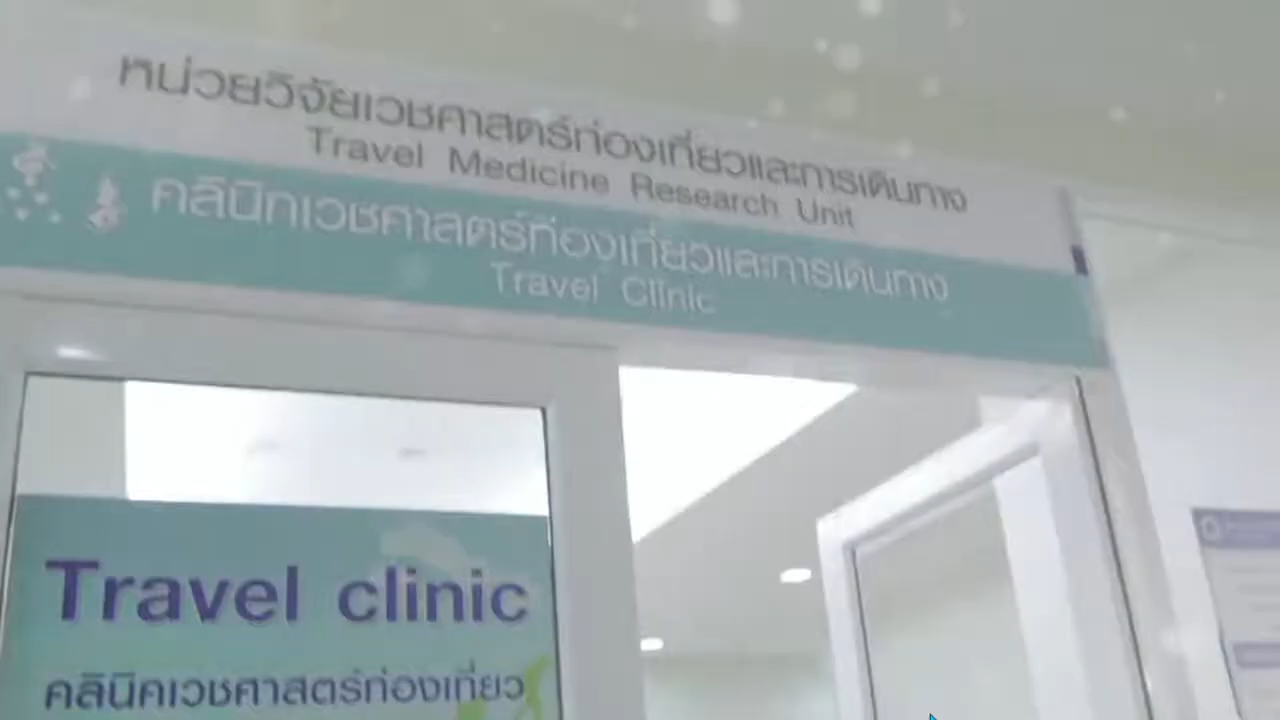 หน่วยวิจัยเวชศาสตร์ท่องเที่ยวและการเดินทาง
Travel Medicine Research Unit
คลินิกเวชศาสตร์ท่องเที่ยวและการเดินทาง
Travel Clinic
Travel clinic
คลินิคเวชศาสตร์ท่องเที่ยว